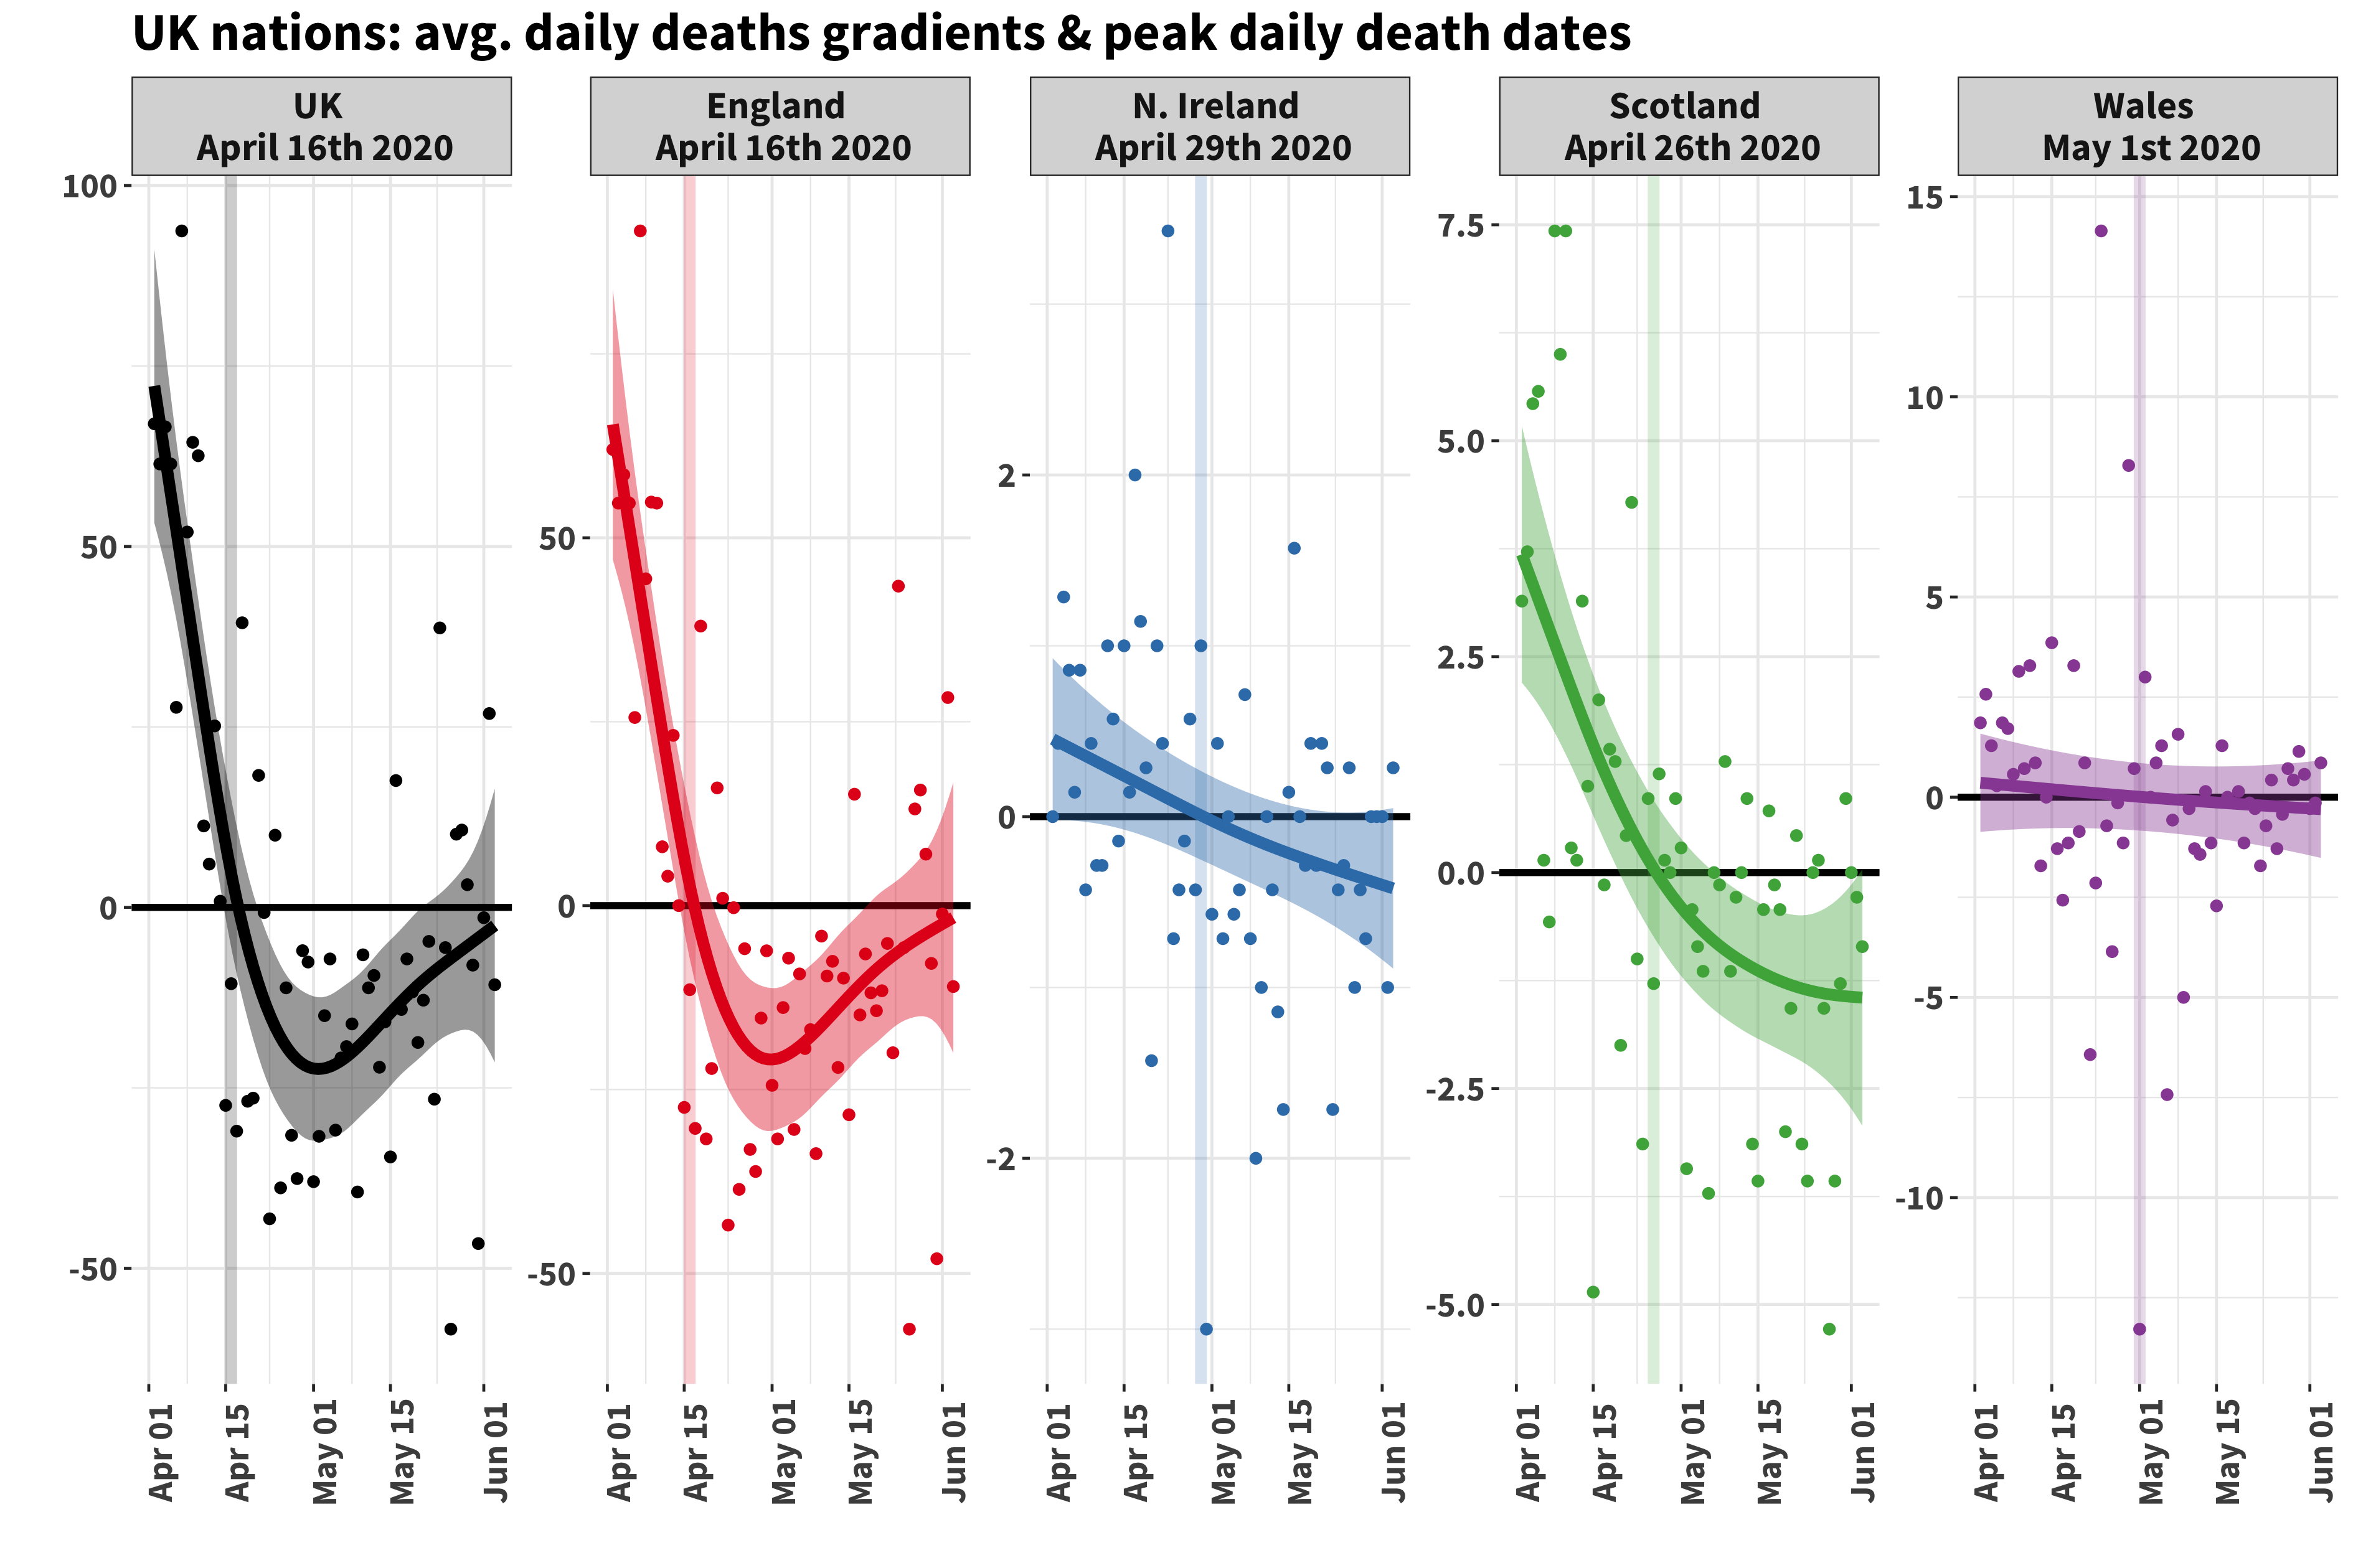 UK nations: avg. daily deaths gradients & peak daily death dates
UK
April 16th 2020
England
April 16th 2020
N. Ireland
April 29th 2020
Scotland
April 26th 2020
Wales
May 1st 2020
100
50
0
-50
50
0
-50
2
0
-2
7.5
5.0
2.5
0.0
-2.5
-5.0
15
10
5
0
-5
-10
Apr 01
Apr 15
May 01
May 15
Jun 01
Apr 01
Apr 15
May 01
May 15
Jun 01
Apr 01
Apr 15
May 01
May 15
Jun 01
Apr 01
Apr 15
May 01
May 15
Jun 01
Apr 01
Apr 15
May 01
May 15
Jun 01